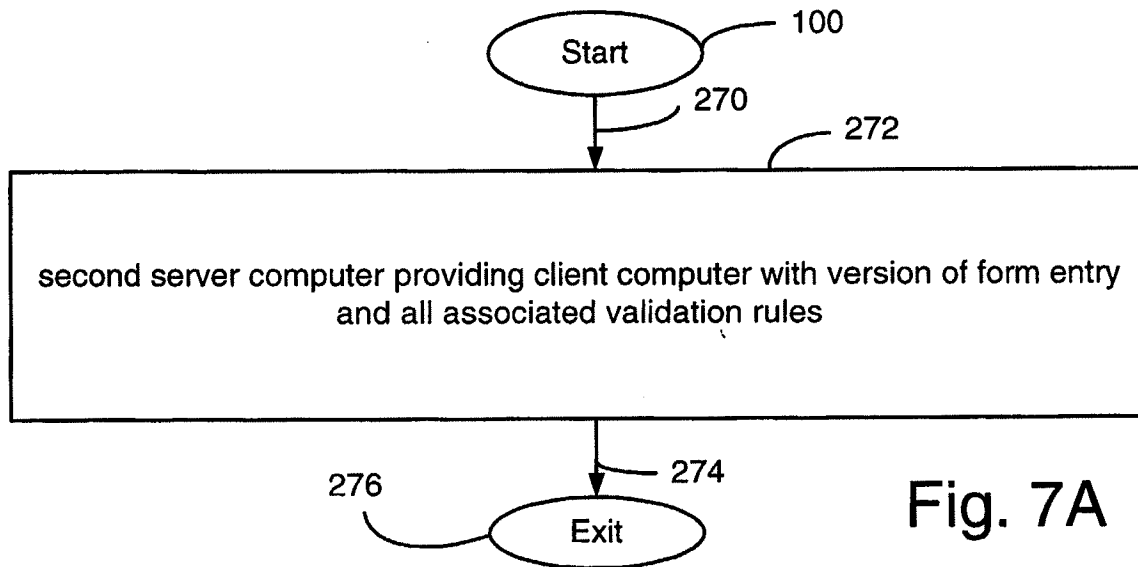 Start
100
270
272
second server computer providing client computer with version of form entry
and all associated validation rules
274
276
Exit
Fig. 7A